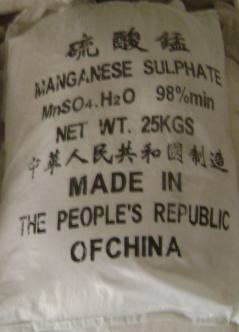 硫酸錳
MANGANESE SULPHATE
MnSO4.H2O 98%min
NET WT. 25KGS
中華人民共和國制造
MADE IN
THE PEOPLE'S REPUBLIC
OFCHINA